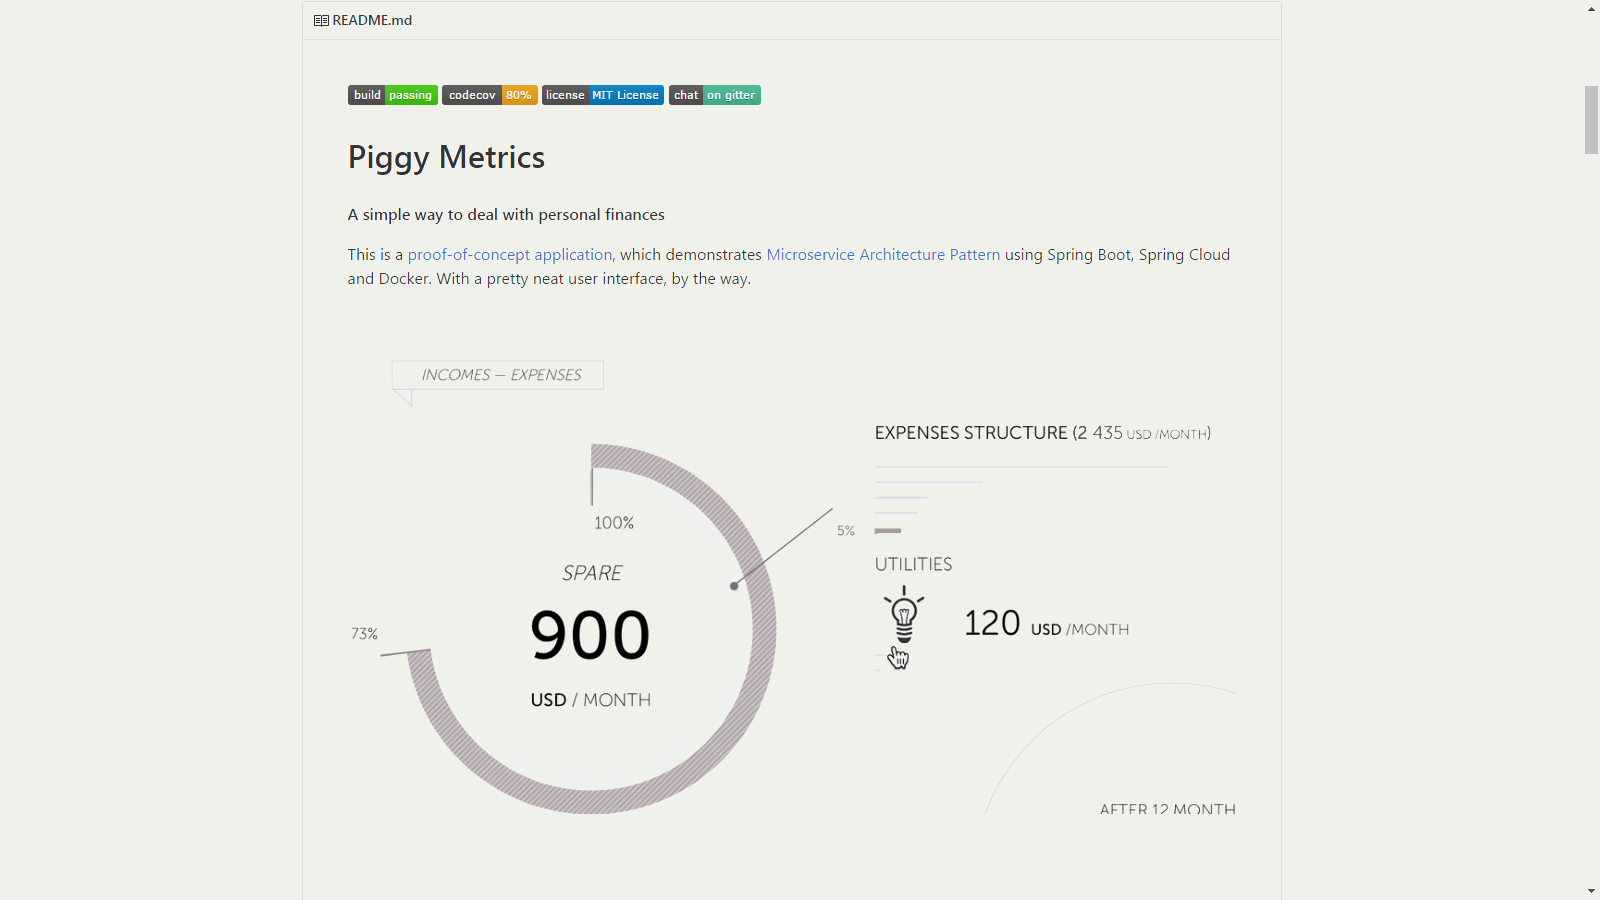 README.md
build passing codecov 80% license MIT License chat on gitter
Piggy Metrics
A simple way to deal with personal finances
This is a proof-of-concept application, which demonstrates Microservice Architecture Pattern using Spring Boot, Spring Cloud
and Docker. With a pretty neat user interface, by the way.
INCOMES — EXPENSES
100%
SPARE
900
USD / MONTH
73%
5%
EXPENSES STRUCTURE (2 435 USD /MONTH)
UTILITIES
120 USD /MONTH
AFTER 12 MONTH